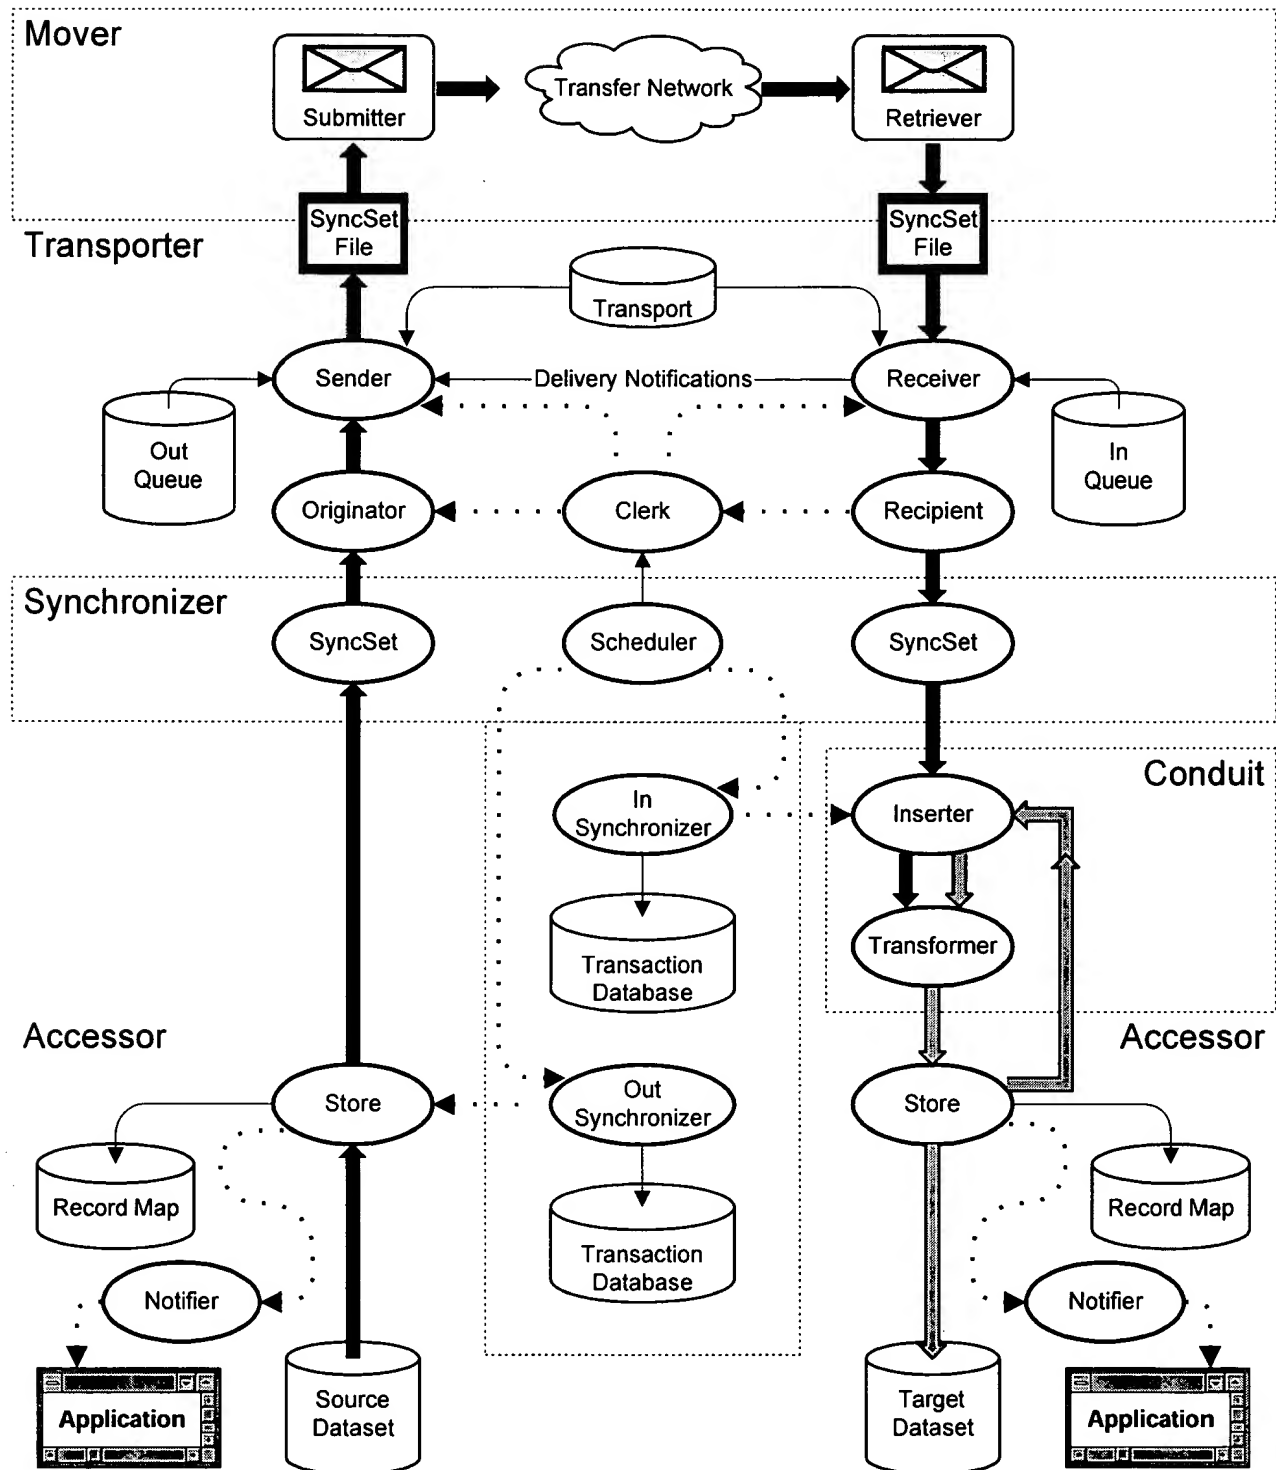 Mover
Submitter
Transfer Network
Retriever
SyncSet
File
SyncSet
File
Transporter
Transport
Sender
Delivery Notifications
Receiver
Out
Queue
In
Queue
Originator
Clerk
Recipient
Synchronizer
SyncSet
Scheduler
SyncSet
Conduit
In
Synchronizer
Inserter
Transformer
Transaction
Database
Accessor
Accessor
Store
Out
Synchronizer
Store
Record Map
Record Map
Transaction
Database
Notifier
Notifier
Application
Source
Dataset
Target
Dataset
Application